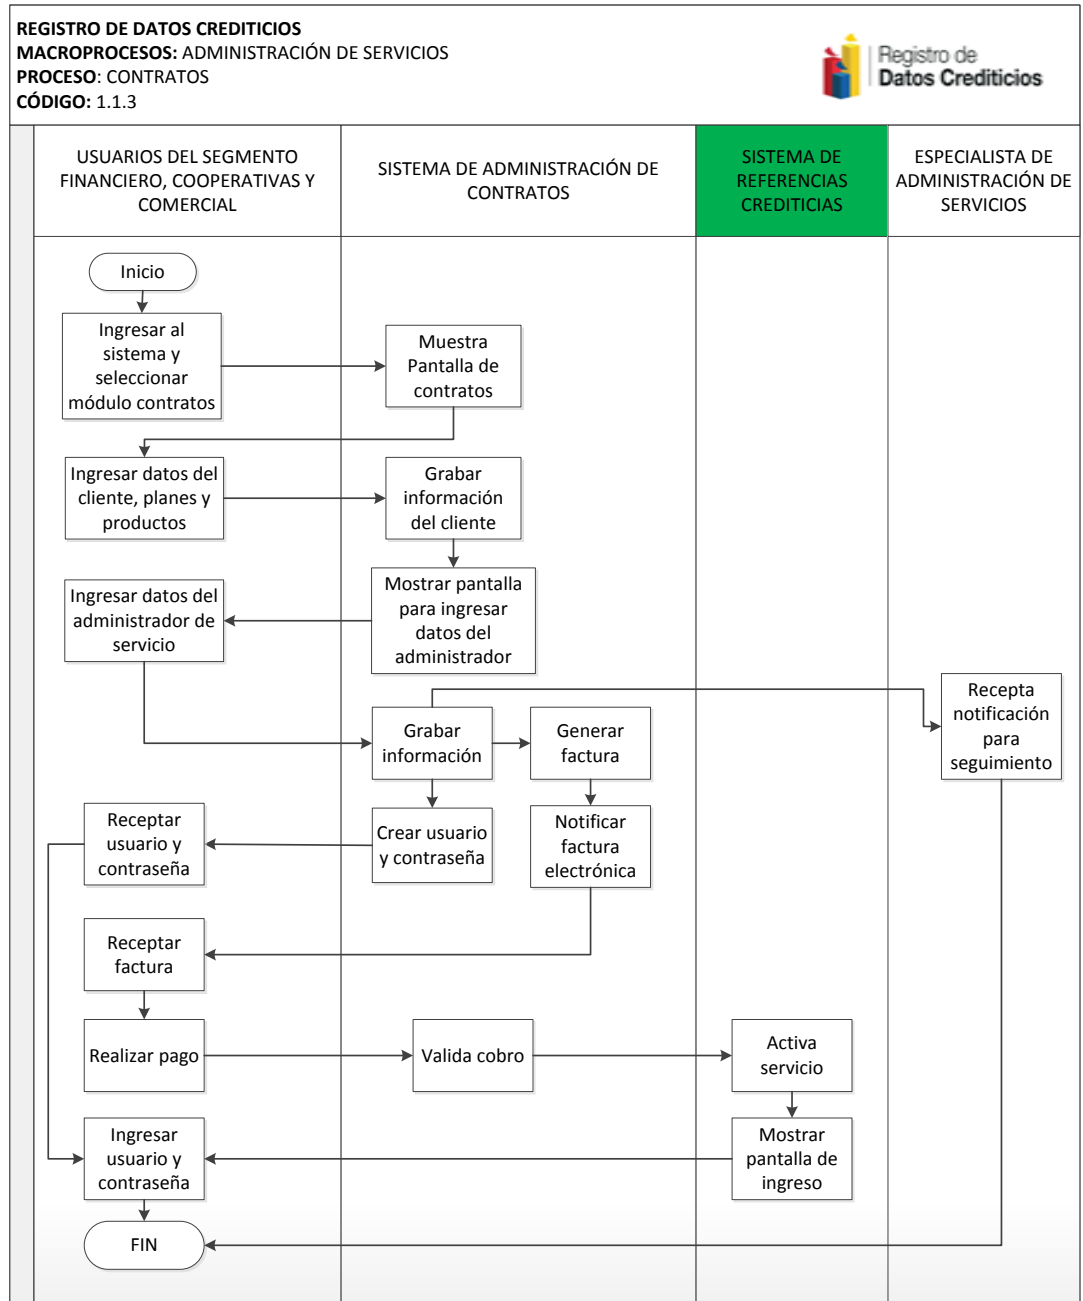 REGISTRO DE DATOS CREDITICIOS
MACROPROCESOS: ADMINISTRACIÓN DE SERVICIOS
PROCESO: CONTRATOS
CÓDIGO: 1.1.3
Registro de
Datos Crediticios
USUARIOS DEL SEGMENTO
FINANCIERO, COOPERATIVAS Y
COMERCIAL
SISTEMA DE ADMINISTRACIÓN DE
CONTRATOS
SISTEMA DE
REFERENCIAS
CREDITICIAS
ESPECIALISTA DE
ADMINISTRACIÓN DE
SERVICIOS
Inicio
Ingresar al
sistema y
seleccionar
módulo contratos
Muestra
Pantalla de
contratos
Ingresar datos del
cliente, planes y
productos
Grabar
información
del cliente
Mostrar pantalla
para ingresar
datos del
administrador
Ingresar datos del
administrador de
servicio
Grabar
información
Generar
factura
Recepta
notificación
para
seguimiento
Crear usuario
y contraseña
Notificar
factura
electrónica
Receptar
usuario y
contraseña
Receptar
factura
Realizar pago
Valida cobro
Activa
servicio
Mostrar
pantalla de
ingreso
Ingresar
usuario y
contraseña
FIN